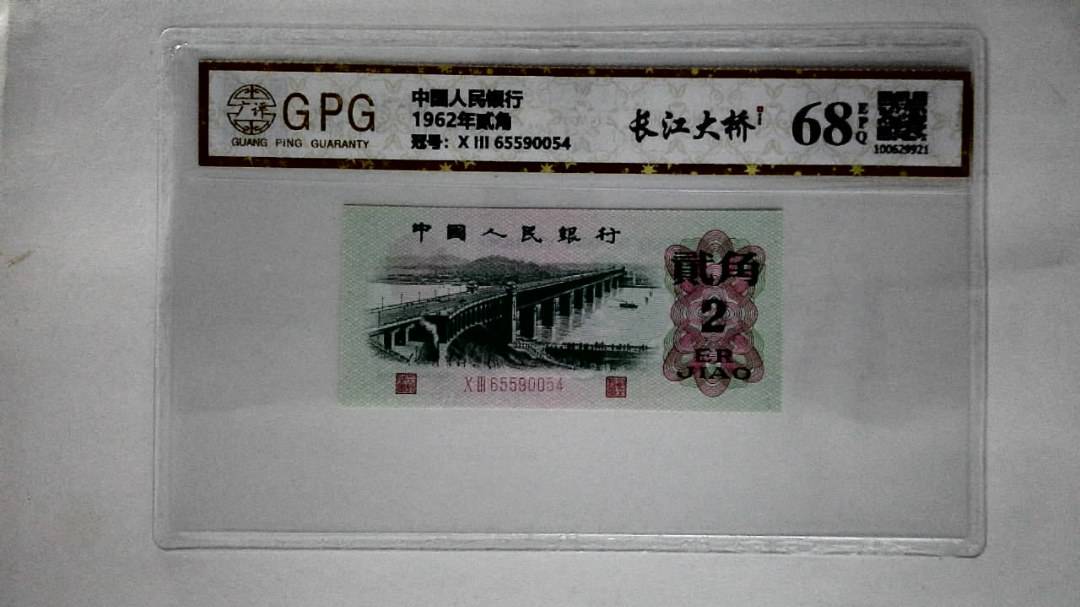 广评
GPG
GUANG PING GUARANTY
中國人民银行
1962年贰角
冠号：X III 65590054
长江大桥
68
EPQ
100629921
中國人民銀行
貳角
2
ER
JIAO
X III 65590054